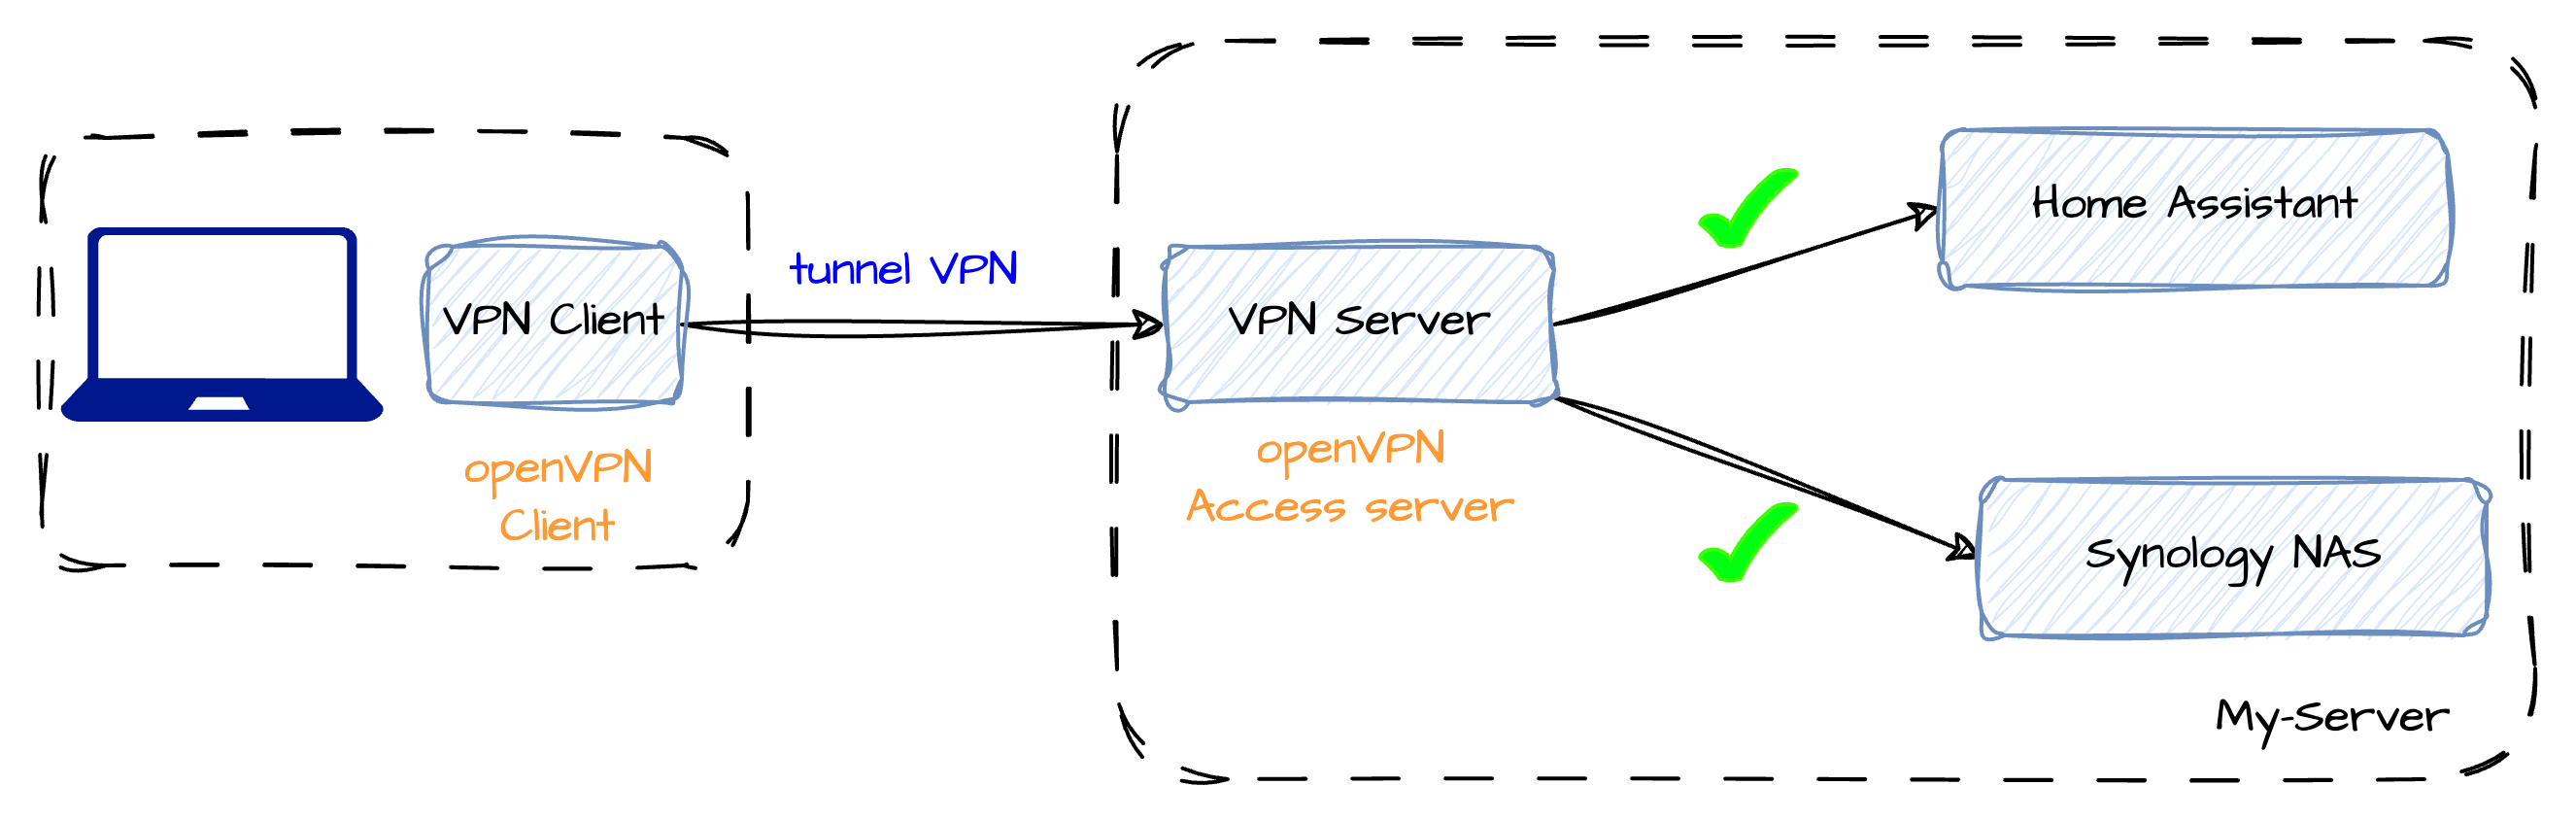 VPN Client
openVPN
Client
tunnel VPN
VPN Server
openVPN
Access server
Home Assistant
Synology NAS
My-Server